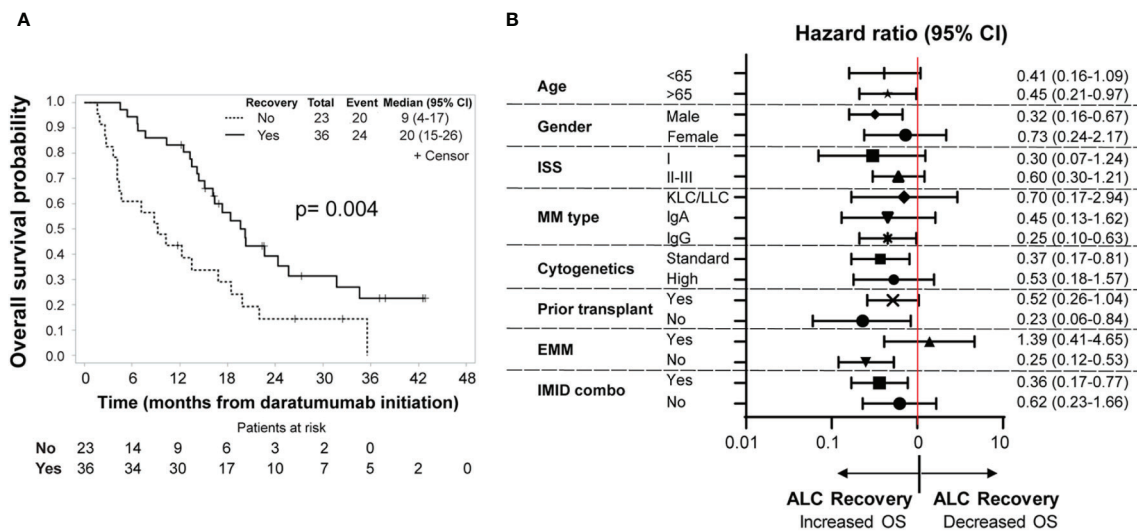 A
Overall survival probability
1.0
0.9
0.8
0.7
0.6
0.5
0.4
0.3
0.2
0.1
0.0
Recovery Total Event Median (95% CI)
No 23 20 9 (4-17)
Yes 36 24 20 (15-26)
+ Censor
p= 0.004
0 6 12 18 24 30 36 42 48
Time (months from daratumumab initiation)
Patients at risk
No 23 14 9 6 3 2 0
Yes 36 34 30 17 10 7 5 2 0
B
Hazard ratio (95% CI)
Age <65 0.41 (0.16-1.09)
>65 0.45 (0.21-0.97)
Gender Male 0.32 (0.16-0.67)
Female 0.73 (0.24-2.17)
ISS I 0.30 (0.07-1.24)
II-III 0.60 (0.30-1.21)
MM type KLC/LLC 0.70 (0.17-2.94)
IgA 0.45 (0.13-1.62)
IgG 0.25 (0.10-0.63)
Cytogenetics Standard 0.37 (0.17-0.81)
High 0.53 (0.18-1.57)
Prior transplant Yes 0.52 (0.26-1.04)
No 0.23 (0.06-0.84)
EMM Yes 1.39 (0.41-4.65)
No 0.25 (0.12-0.53)
IMID combo Yes 0.36 (0.17-0.77)
No 0.62 (0.23-1.66)
0.01 0.1 0 10
ALC Recovery ALC Recovery
Increased OS Decreased OS